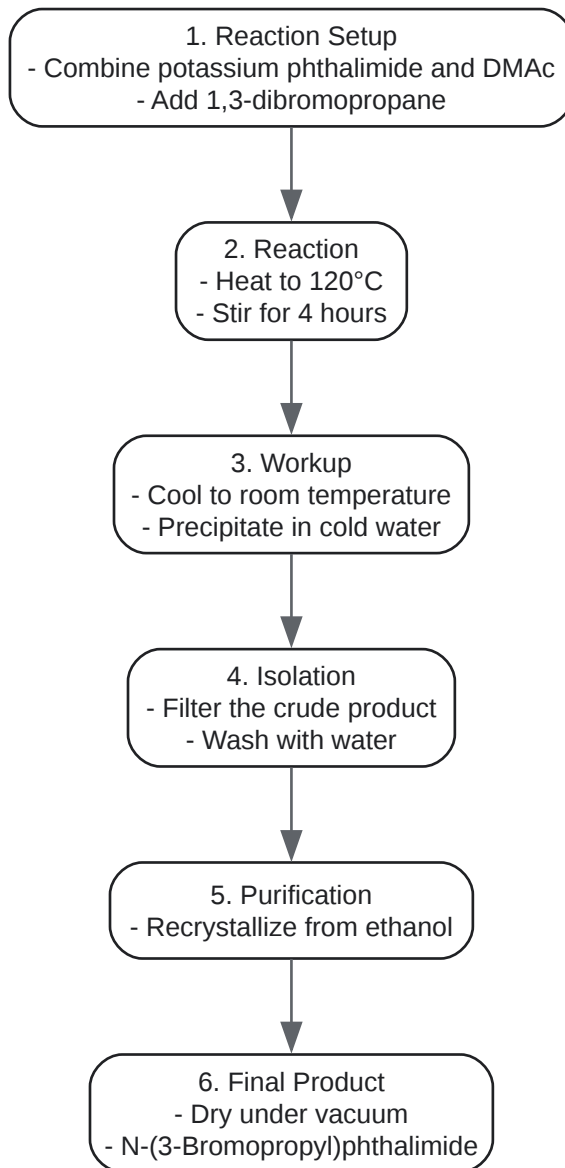 1. Reaction Setup
- Combine potassium phthalimide and DMAc
- Add 1,3-dibromopropane
2. Reaction
- Heat to 120°C
- Stir for 4 hours
3. Workup
- Cool to room temperature
- Precipitate in cold water
4. Isolation
- Filter the crude product
- Wash with water
5. Purification
- Recrystallize from ethanol
6. Final Product
- Dry under vacuum
- N-(3-Bromopropyl)phthalimide